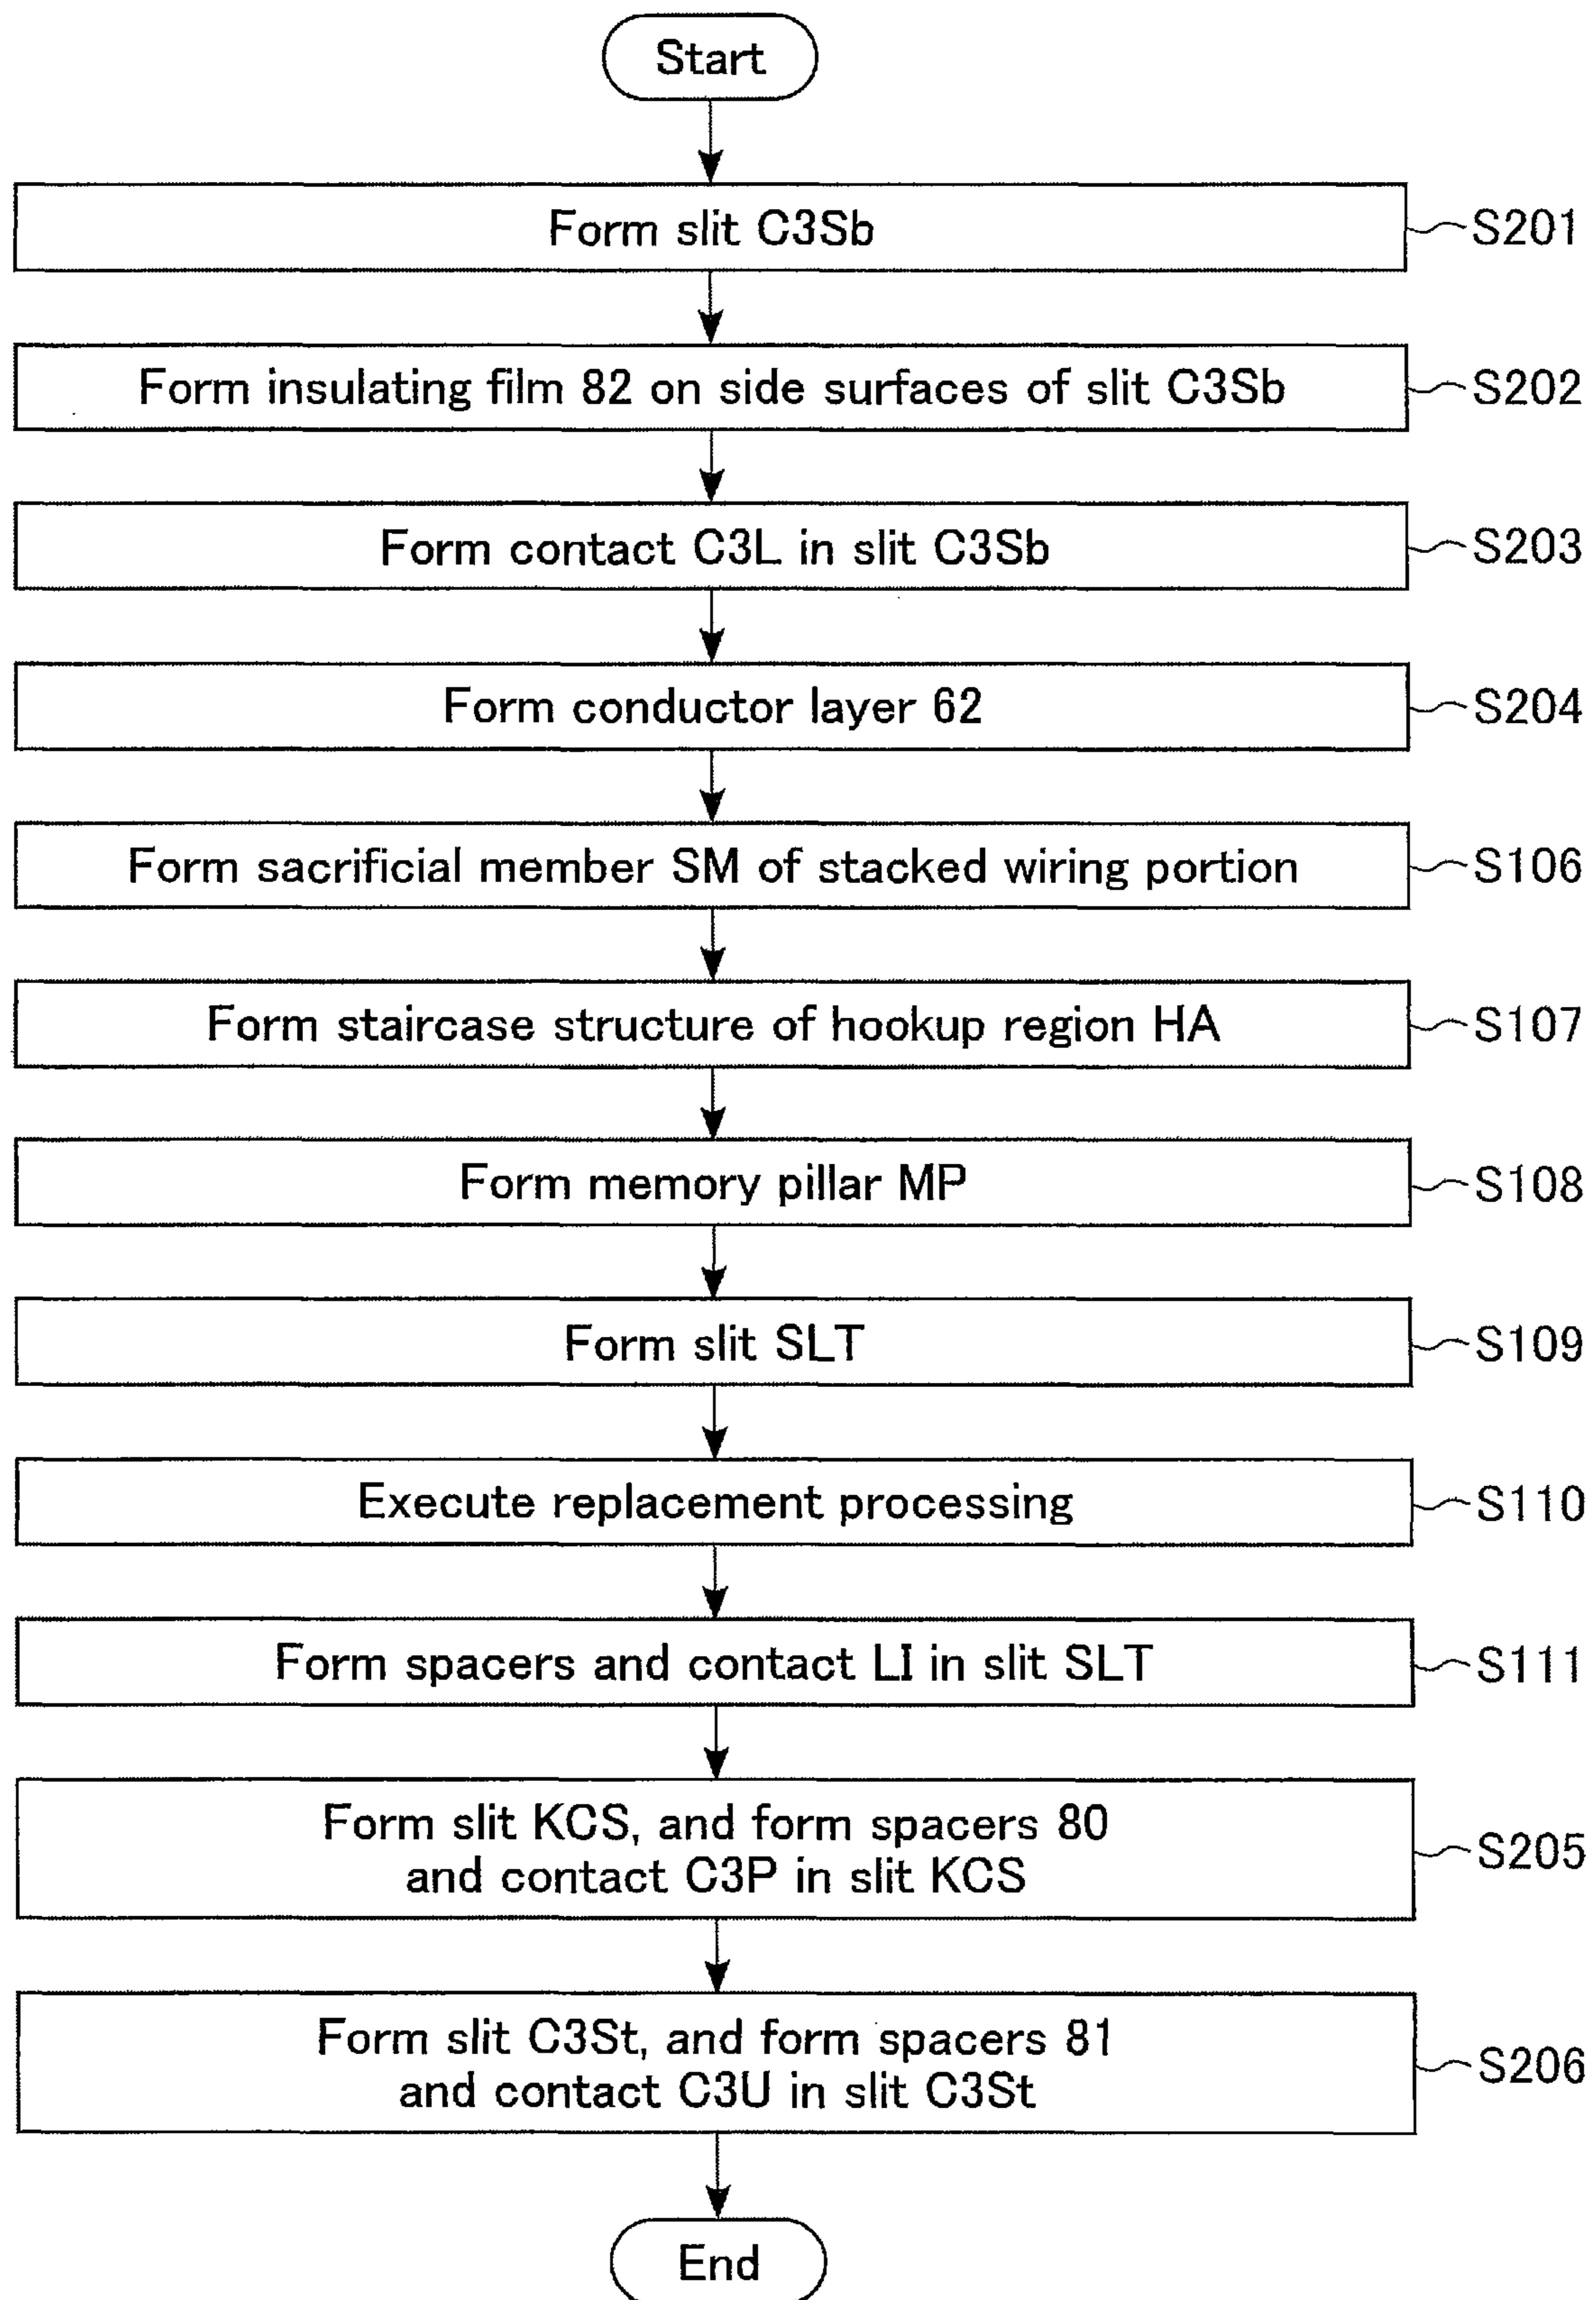 Start
Form slit C3Sb
S201
Form insulating film 82 on side surfaces of slit C3Sb
S202
Form contact C3L in slit C3Sb
S203
Form conductor layer 62
S204
Form sacrificial member SM of stacked wiring portion
S106
Form staircase structure of hookup region HA
S107
Form memory pillar MP
S108
Form slit SLT
S109
Execute replacement processing
S110
Form spacers and contact LI in slit SLT
S111
Form slit KCS, and form spacers 80
and contact C3P in slit KCS
S205
Form slit C3St, and form spacers 81
and contact C3U in slit C3St
S206
End